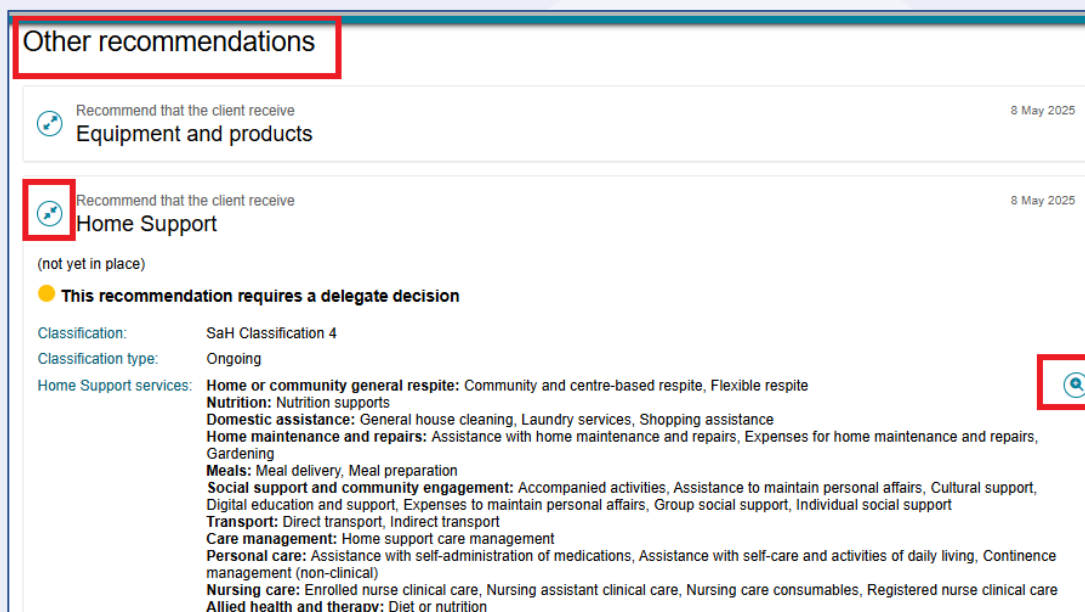 Other recommendations
Recommend that the client receive
8 May 2025
Equipment and products
Recommend that the client receive
8 May 2025
Home Support
(not yet in place)
This recommendation requires a delegate decision
Classification: SaH Classification 4
Classification type: Ongoing
Home Support services: Home or community general respite: Community and centre-based respite, Flexible respite
Nutrition: Nutrition supports
Domestic assistance: General house cleaning, Laundry services, Shopping assistance
Home maintenance and repairs: Assistance with home maintenance and repairs, Expenses for home maintenance and repairs,
Gardening
Meals: Meal delivery, Meal preparation
Social support and community engagement: Accompanied activities, Assistance to maintain personal affairs, Cultural support,
Digital education and support, Expenses to maintain personal affairs, Group social support, Individual social support
Transport: Direct transport, Indirect transport
Care management: Home support care management
Personal care: Assistance with self-administration of medications, Assistance with self-care and activities of daily living, Continence
management (non-clinical)
Nursing care: Enrolled nurse clinical care, Nursing assistant clinical care, Nursing care consumables, Registered nurse clinical care
Allied health and therapy: Diet or nutrition